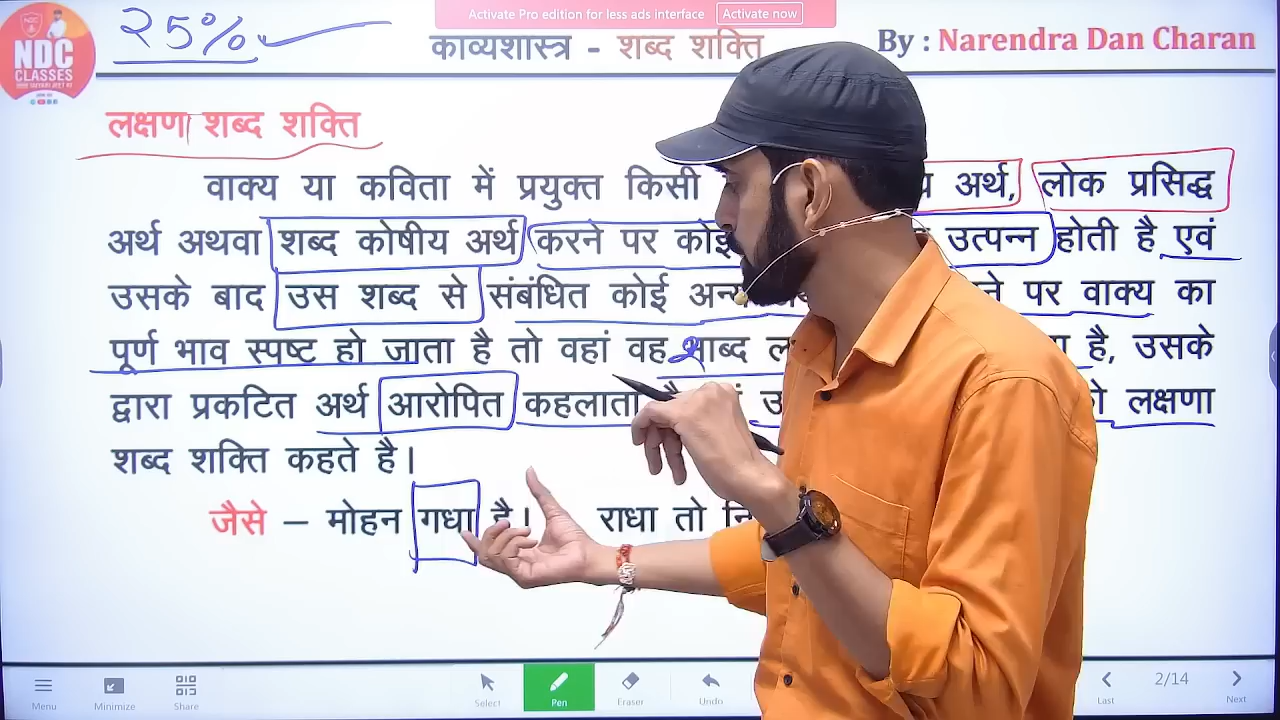 NDC
CLASSES
25%
Activate Pro edition for less ads interface Activate now
काव्यशास्त्र - शब्द शक्ति
By : Narendra Dan Charan
लक्षण शब्द शक्ति
वाक्य या कविता में प्रयुक्त किसी अर्थ, लोक प्रसिद्ध
अर्थ अथवा शब्द कोषीय अर्थ करने पर कोई उत्पन्न होती है एवं
उसके बाद उस शब्द से संबंधित कोई अन्य पर वाक्य का
पूर्ण भाव स्पष्ट हो जाता है तो वहां वह शब्द है, उसके
द्वारा प्रकटित अर्थ आरोपित कहलाता लक्षणा
शब्द शक्ति कहते है।
जैसे – मोहन गधा है। राधा तो
Menu Minimize Share Select Pen Eraser Undo Last 2/14 Next